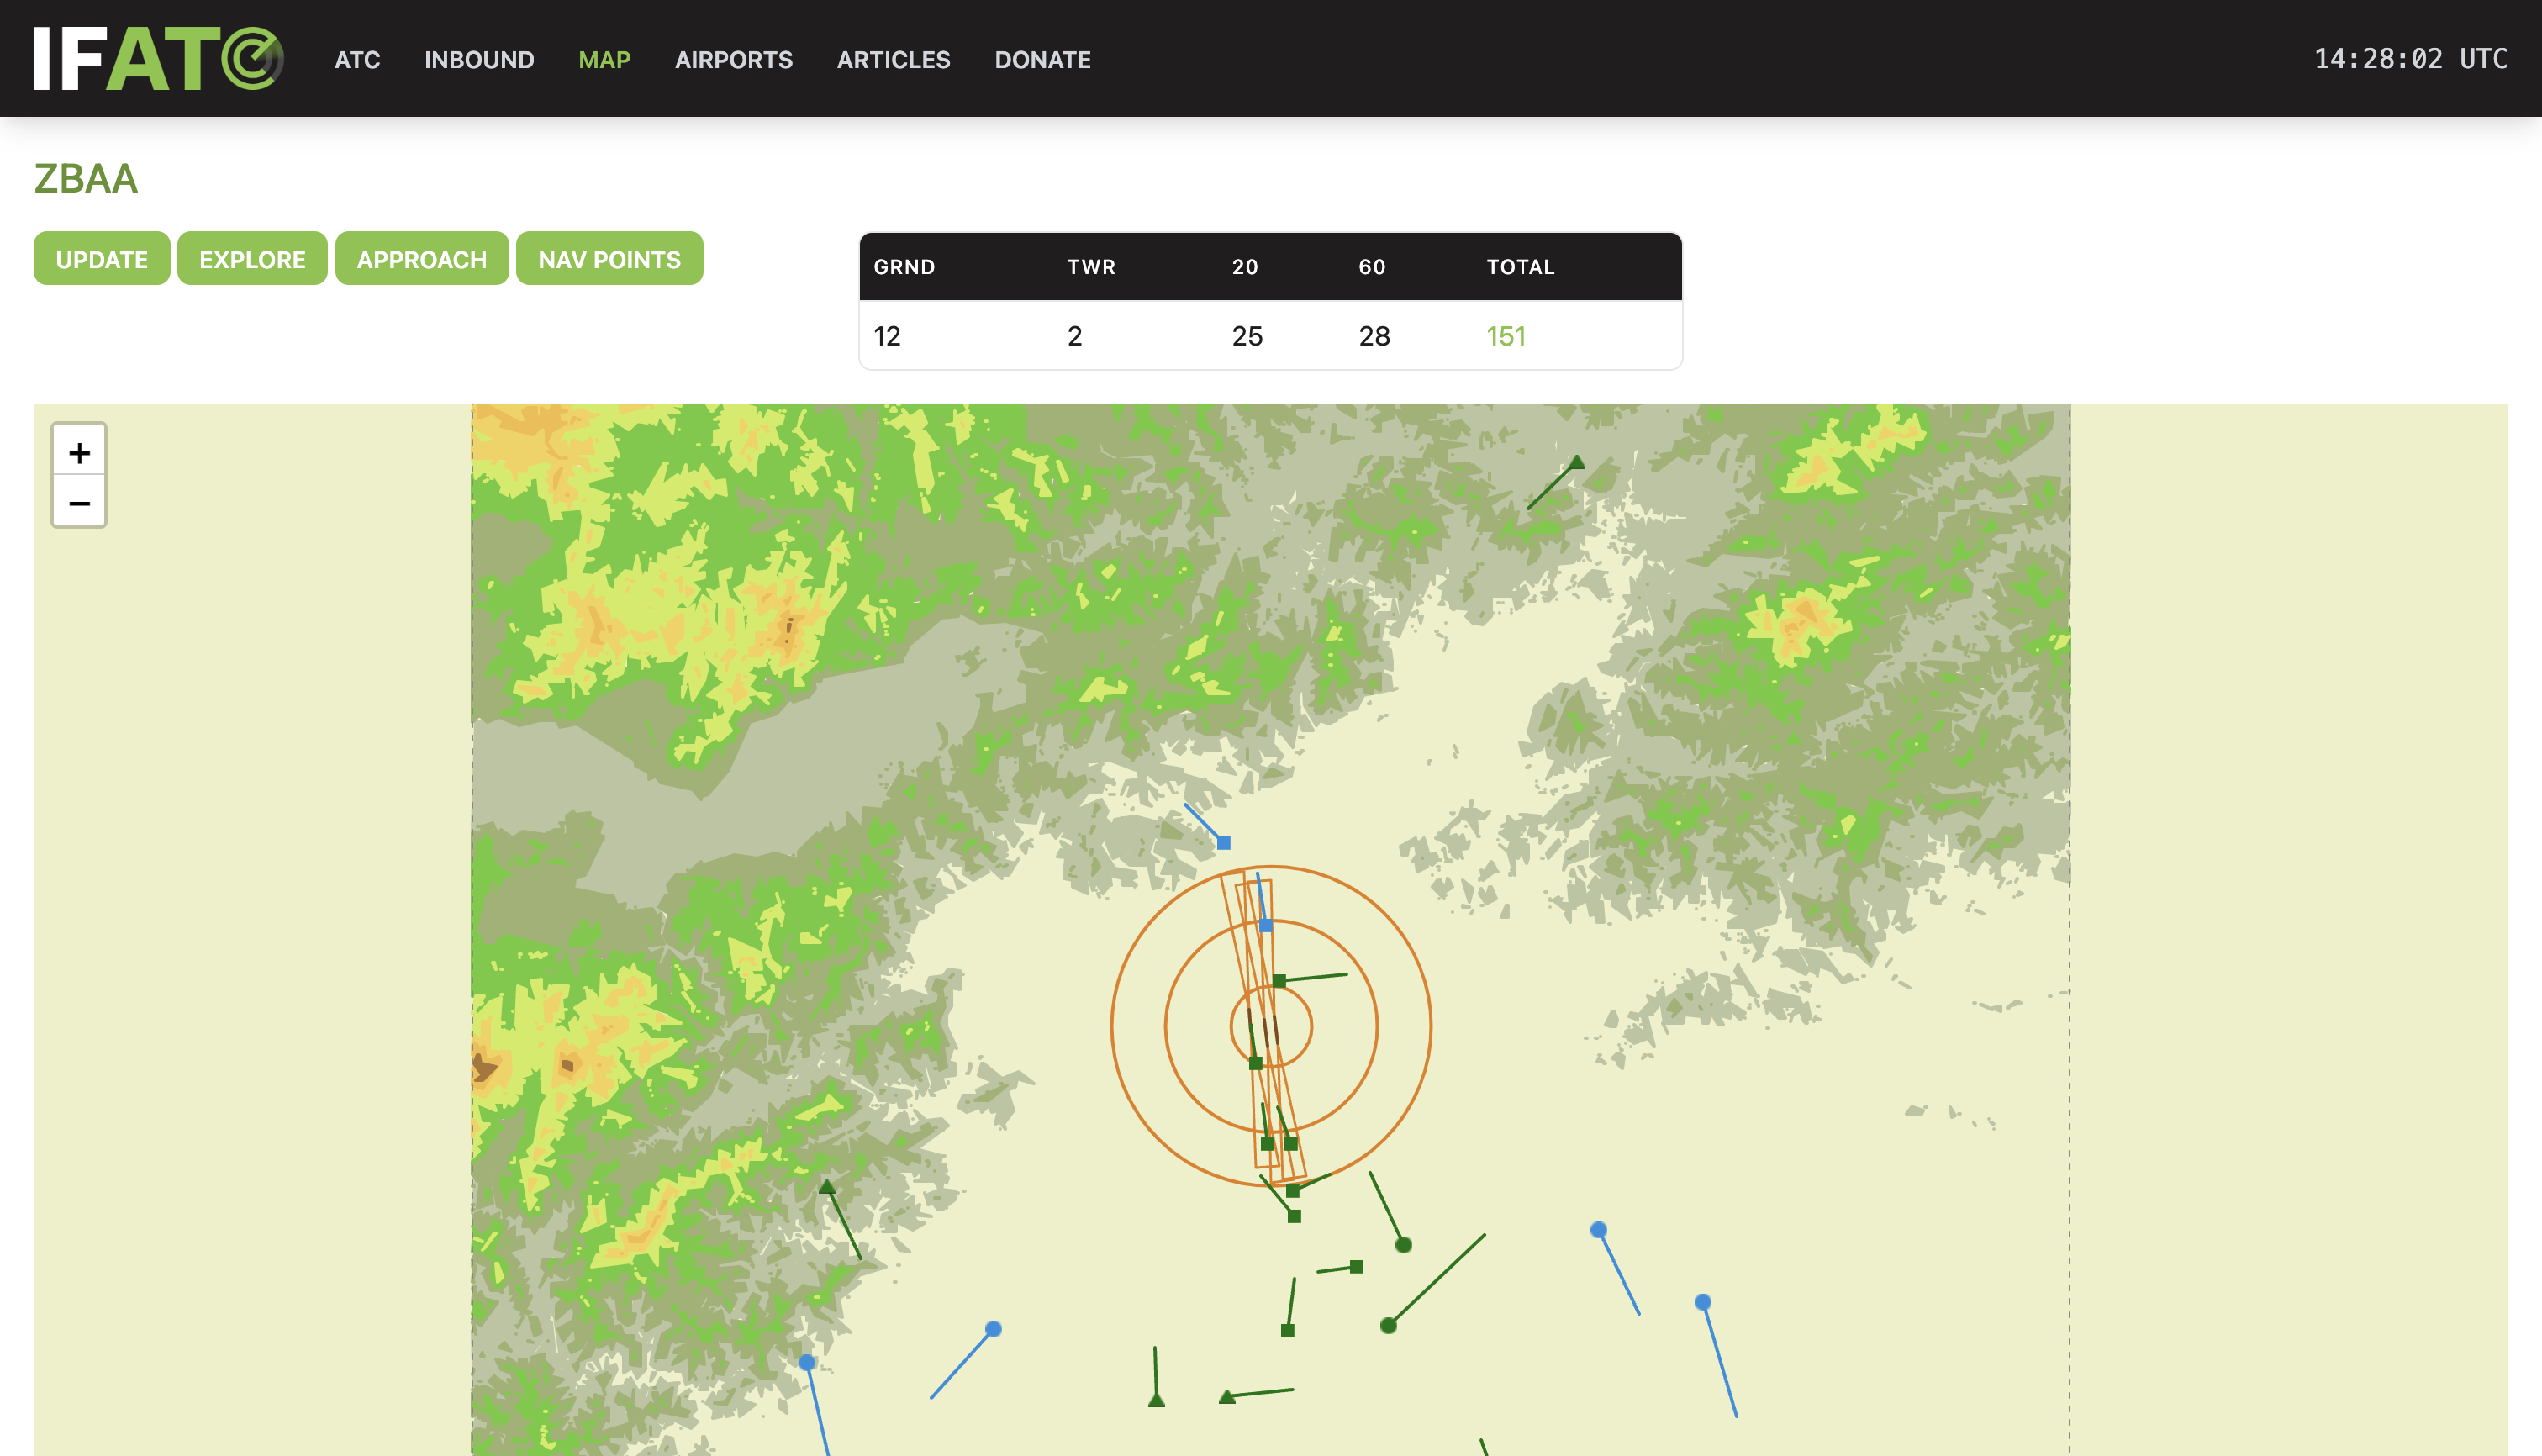 IFATC
ATC INBOUND MAP AIRPORTS ARTICLES DONATE
14:28:02 UTC
ZBAA
UPDATE EXPLORE APPROACH NAV POINTS
GRND TWR 20 60 TOTAL
12 2 25 28 151
+
−